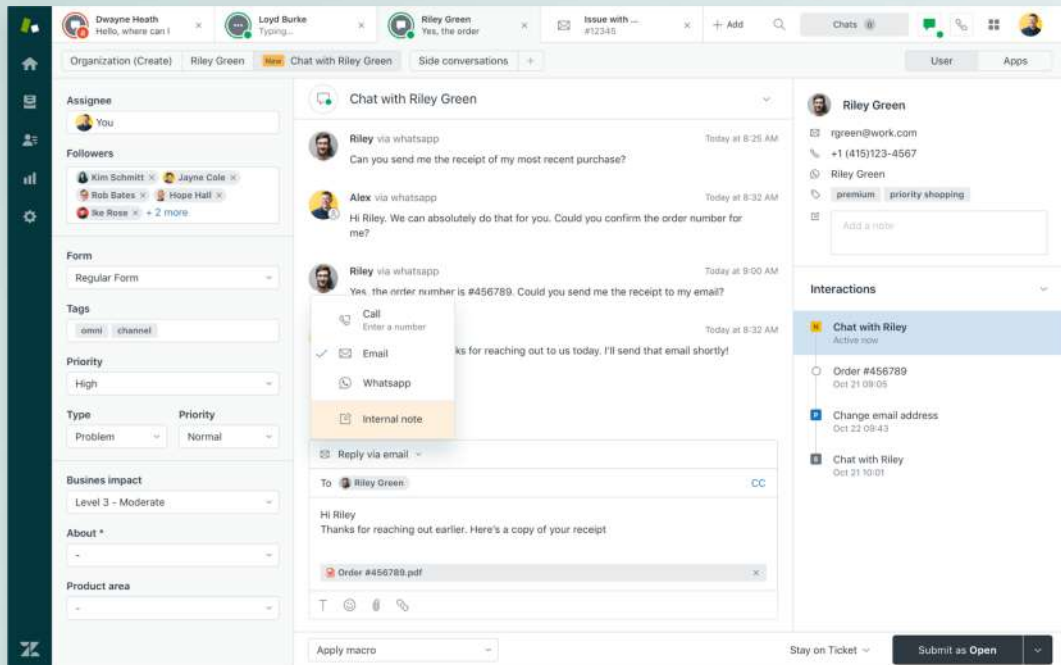 Dwayne Heath
Hello, where can I
Loyd Burke
Typing...
Riley Green
Yes, the order
Issue with ...
#12345
+ Add
Chats 0
Organization (Create)
Riley Green
New Chat with Riley Green
Side conversations
+
User
Apps
Assignee
You
Followers
Kim Schmitt ×
Jayne Cole ×
Rob Bates ×
Hope Hall ×
Ike Rose × + 2 more
Form
Regular Form
Tags
omni channel
Priority
High
Type
Priority
Problem
Normal
Busines impact
Level 3 - Moderate
About *
-
Product area
-
Chat with Riley Green
Riley via whatsapp
Today at 8:25 AM
Can you send me the receipt of my most recent purchase?
Alex via whatsapp
Today at 8:32 AM
Hi Riley. We can absolutely do that for you. Could you confirm the order number for
me?
Riley via whatsapp
Today at 9:00 AM
Yes, the order number is #456789. Could you send me the receipt to my email?
Today at 8:32 AM
ks for reaching out to us today. I'll send that email shortly!
Call
Enter a number
Email
Whatsapp
Internal note
Reply via email
To Riley Green
CC
Hi Riley
Thanks for reaching out earlier. Here's a copy of your receipt
Order #456789.pdf
×
Apply macro
Stay on Ticket
Submit as Open
Riley Green
rgreen@work.com
+1 (415)123-4567
Riley Green
premium priority shopping
Add a note
Interactions
N Chat with Riley
Active now
Order #456789
Oct 21 09:05
P Change email address
Oct 22 09:43
S Chat with Riley
Oct 21 10:01